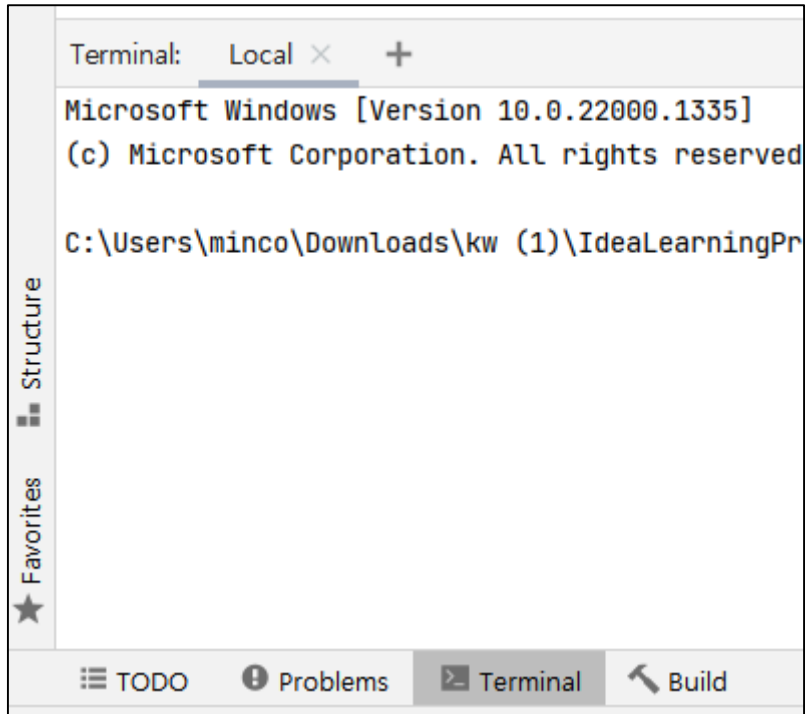 Terminal: Local × +
Microsoft Windows [Version 10.0.22000.1335]
(c) Microsoft Corporation. All rights reserved
C:\Users\minco\Downloads\kw (1)\IdeaLearningPr
Structure
Favorites
TODO Problems Terminal Build